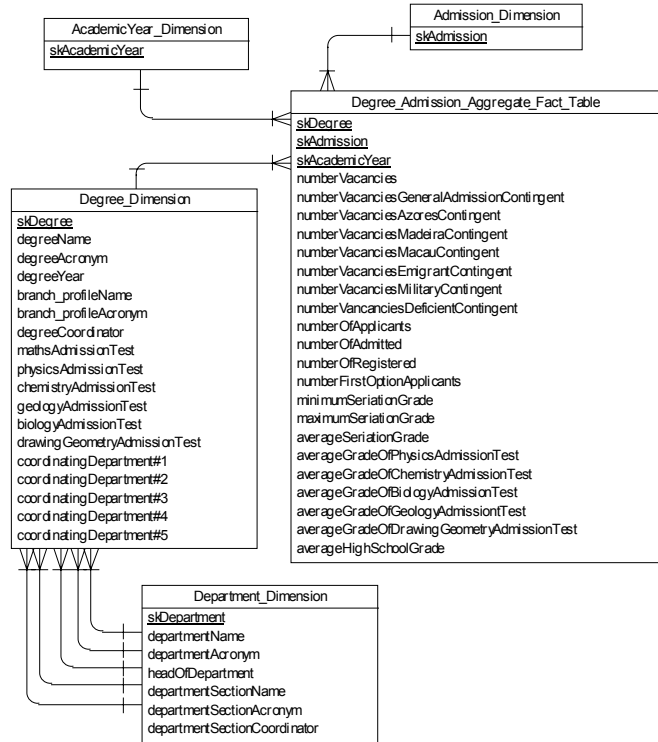 AcademicYear_Dimension
skAcademicYear
Admission_Dimension
skAdmission
Degree_Admission_Aggregate_Fact_Table
skDegree
skAdmission
skAcademicYear
numberVacancies
numberVacanciesGeneralAdmissionContingent
numberVacanciesAzoresContingent
numberVacanciesMadeiraContingent
numberVacanciesMacauContingent
numberVacanciesEmigrantContingent
numberVacanciesMilitaryContingent
numberVancanciesDeficientContingent
numberOfApplicants
numberOfAdmitted
numberOfRegistered
numberFirstOptionApplicants
minimumSeriationGrade
maximumSeriationGrade
averageSeriationGrade
averageGradeOfPhysicsAdmissionTest
averageGradeOfChemistryAdmissionTest
averageGradeOfBiologyAdmissionTest
averageGradeOfGeologyAdmissiontTest
averageGradeOfDrawingGeometryAdmissionTest
averageHighSchoolGrade
Degree_Dimension
skDegree
degreeName
degreeAcronym
degreeYear
branch_profileName
branch_profileAcronym
degreeCoordinator
mathsAdmissionTest
physicsAdmissionTest
chemistryAdmissionTest
geologyAdmissionTest
biologyAdmissionTest
drawingGeometryAdmissionTest
coordinatingDepartment#1
coordinatingDepartment#2
coordinatingDepartment#3
coordinatingDepartment#4
coordinatingDepartment#5
Department_Dimension
skDepartment
departmentName
departmentAcronym
headOfDepartment
departmentSectionName
departmentSectionAcronym
departmentSectionCoordinator